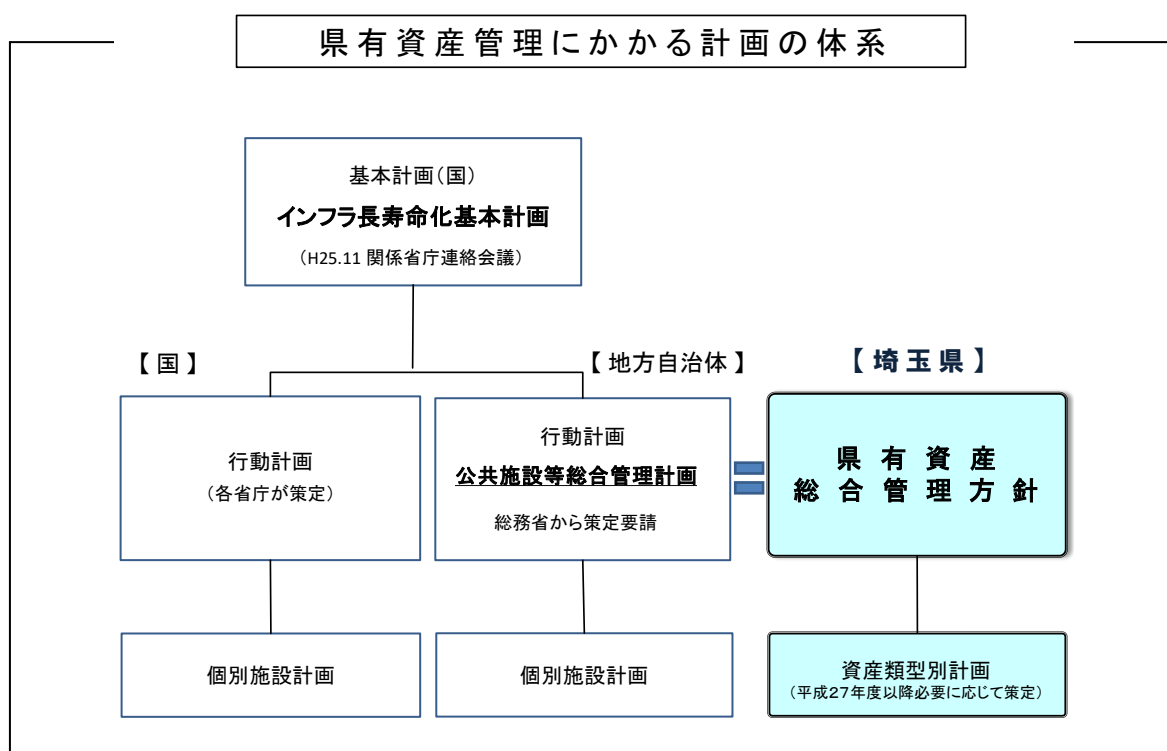 県有資産管理にかかる計画の体系
基本計画(国)
インフラ長寿命化基本計画
(H25.11 関係省庁連絡会議)
【 国 】
【 地方自治体 】
【 埼 玉 県 】
行動計画
(各省庁が策定)
行動計画
公共施設等総合管理計画
総務省から策定要請
県 有 資 産
総 合 管 理 方 針
個別施設計画
個別施設計画
資産類型別計画
(平成27年度以降必要に応じて策定)